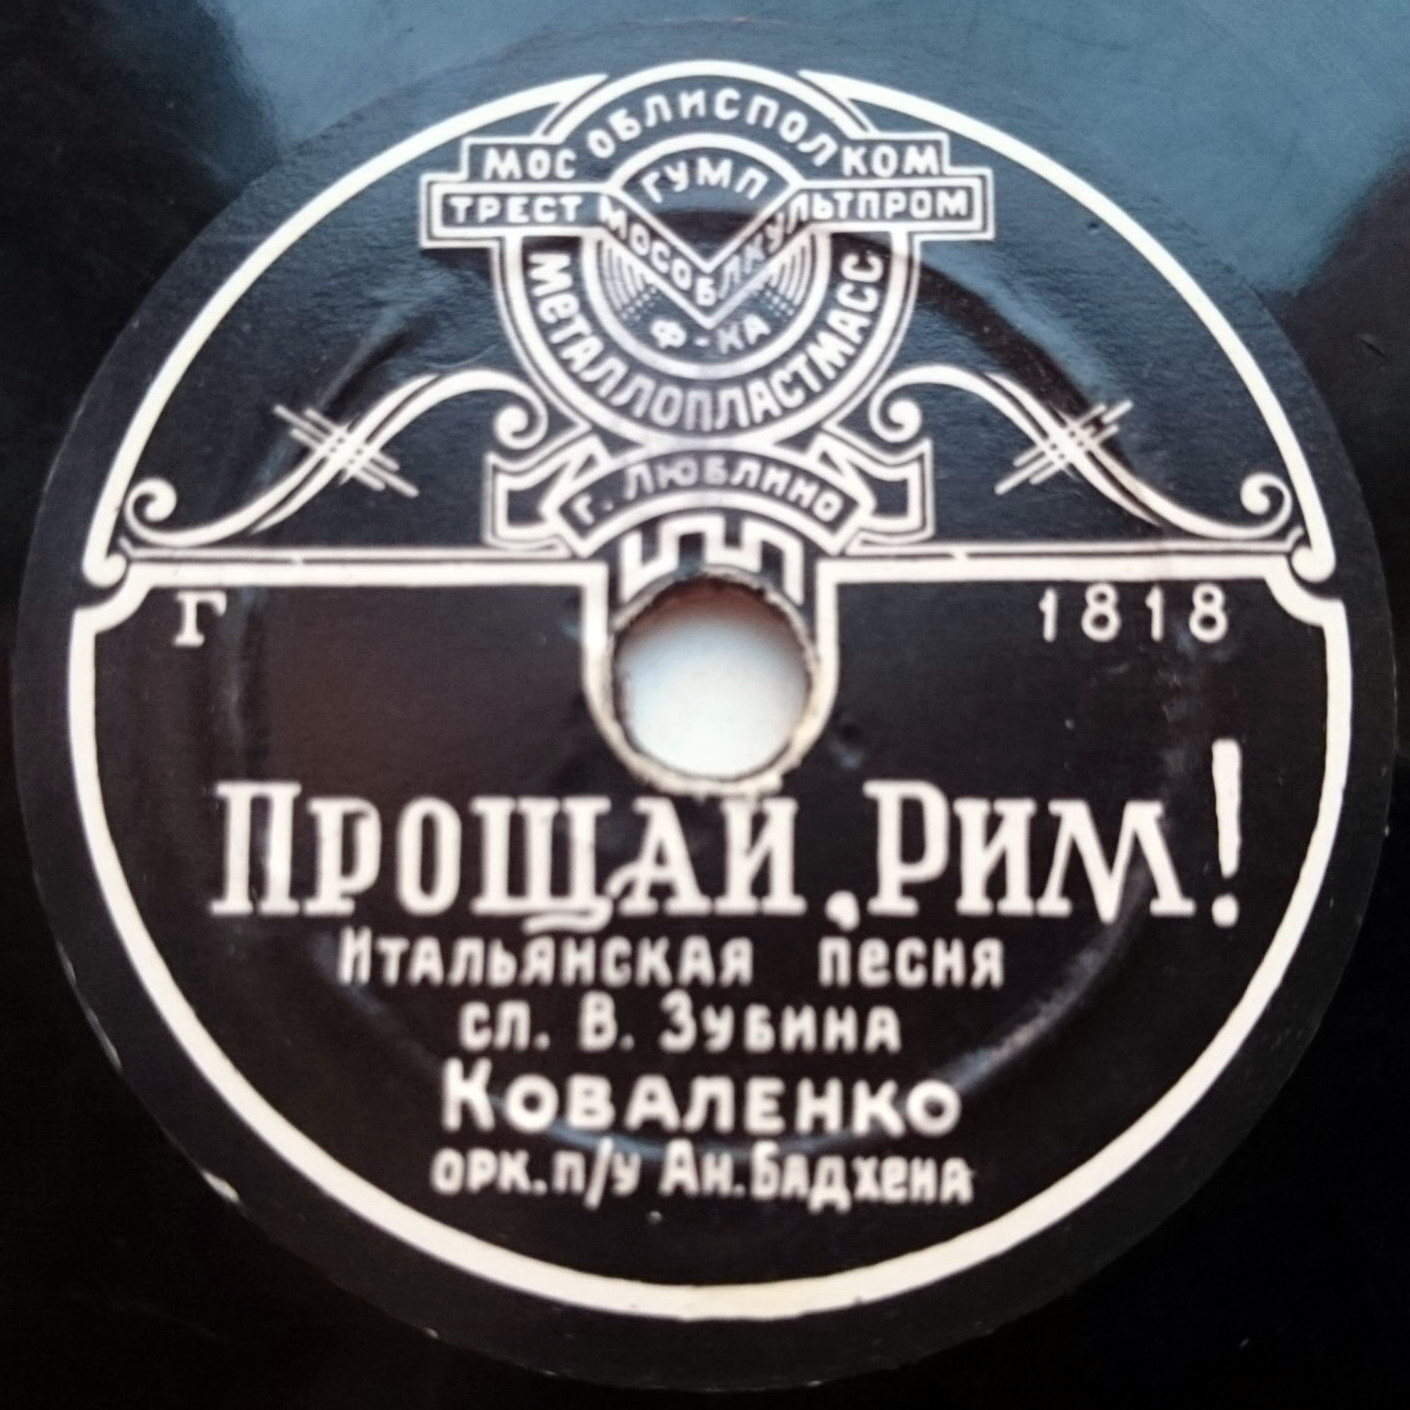 МОСОБЛИСПОЛКОМ
ГУМП
ТРЕСТ МОСОБЛКУЛЬТПРОМ
Ф-КА
МЕТАЛЛОПЛАСТМАСС
г. ЛЮБЛИНО
Г 1818
ПРОЩАЙ, РИМ!
ИТАЛЬЯНСКАЯ ПЕСНЯ
СЛ. В. ЗУБИНА
КОВАЛЕНКО
ОРК. П/У АН. БАДХЕНА